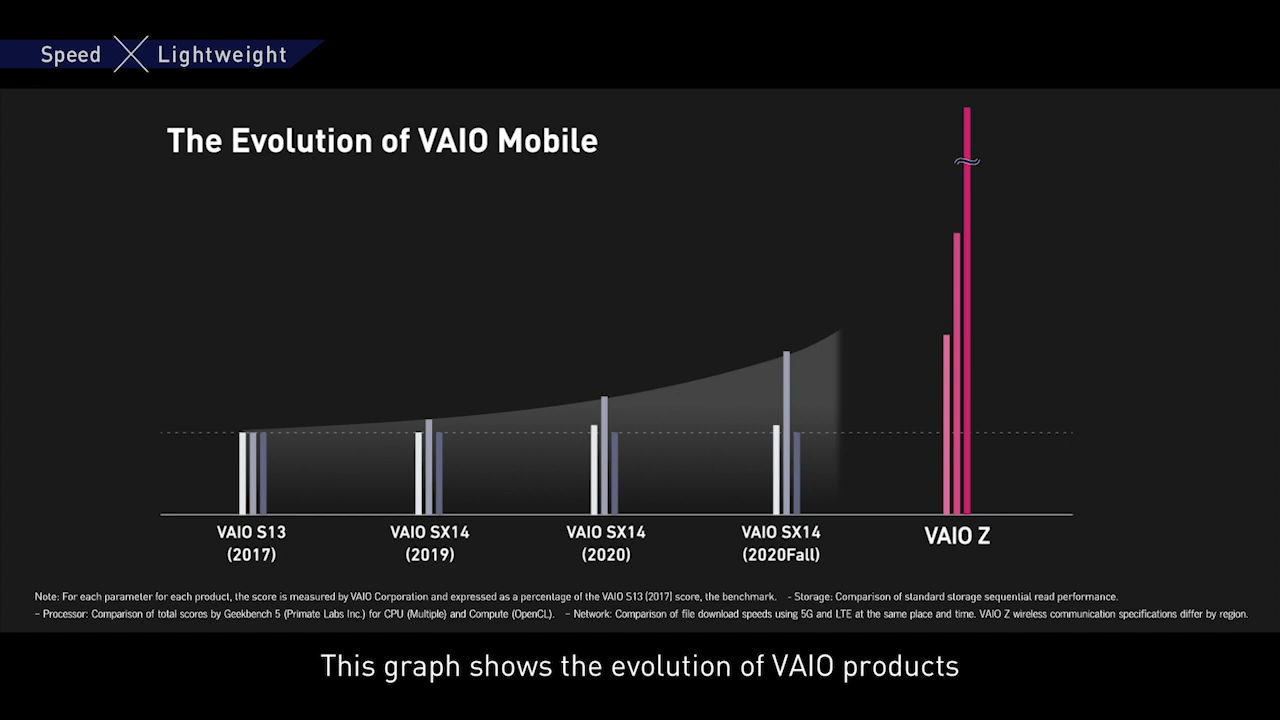 Speed X Lightweight
The Evolution of VAIO Mobile
VAIO S13
(2017)
VAIO SX14
(2019)
VAIO SX14
(2020)
VAIO SX14
(2020Fall)
VAIO Z
Note: For each parameter for each product, the score is measured by VAIO Corporation and expressed as a percentage of the VAIO S13 (2017) score, the benchmark. - Storage: Comparison of standard storage sequential read performance.
- Processor: Comparison of total scores by Geekbench 5 (Primate Labs Inc.) for CPU (Multiple) and Compute (OpenCL). - Network: Comparison of file download speeds using 5G and LTE at the same place and time. VAIO Z wireless communication specifications differ by region.
This graph shows the evolution of VAIO products